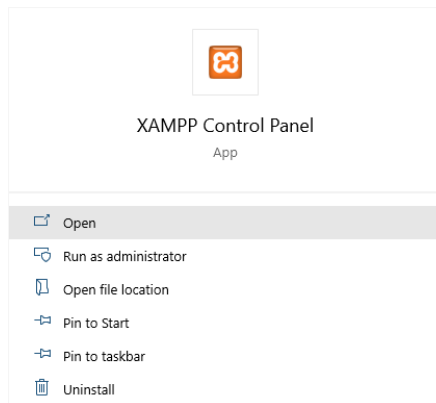 XAMPP Control Panel
App
Open
Run as administrator
Open file location
Pin to Start
Pin to taskbar
Uninstall